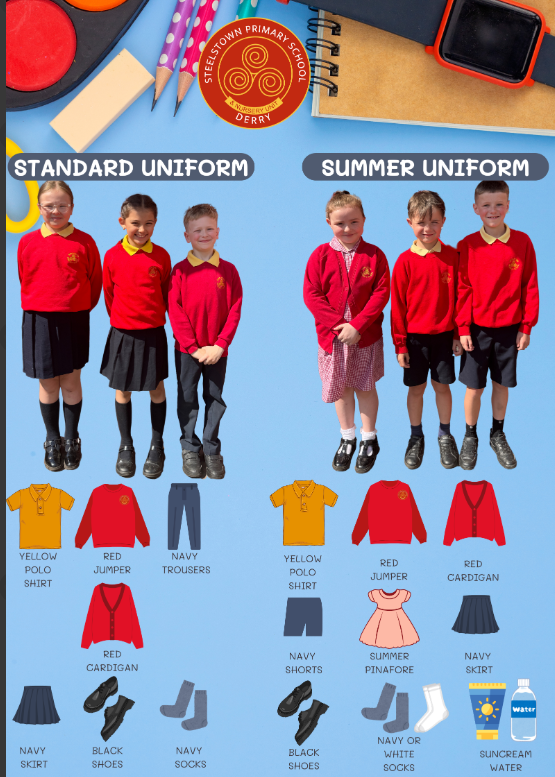 STEELSTOWN PRIMARY SCHOOL
& NURSERY UNIT
DERRY
STANDARD UNIFORM
SUMMER UNIFORM
YELLOW
POLO
SHIRT
RED
JUMPER
NAVY
TROUSERS
YELLOW
POLO
SHIRT
RED
JUMPER
RED
CARDIGAN
RED
CARDIGAN
NAVY
SHORTS
SUMMER
PINAFORE
NAVY
SKIRT
Water
NAVY
SKIRT
BLACK
SHOES
NAVY
SOCKS
BLACK
SHOES
NAVY OR
WHITE
SOCKS
SUNCREAM
WATER